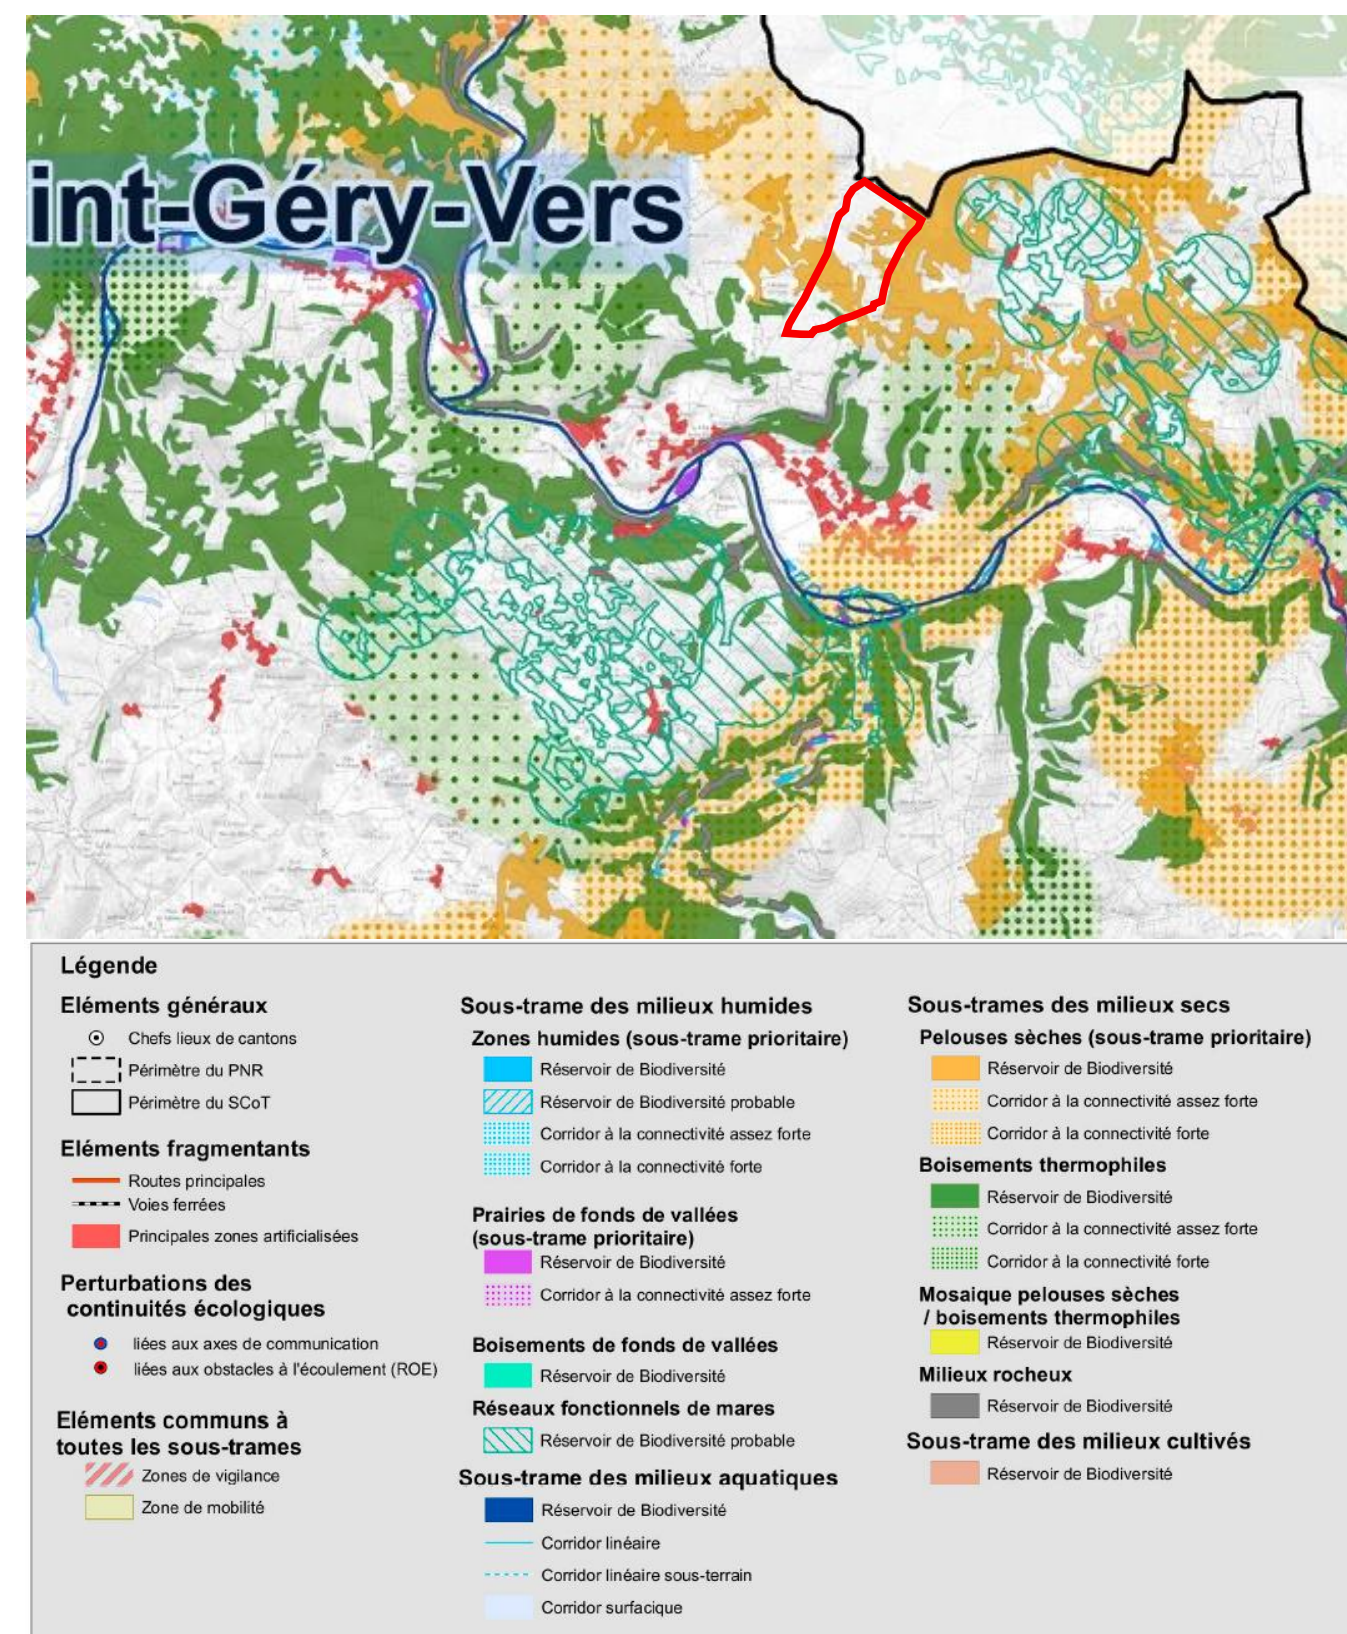 int-Géry-Vers
Légende
Eléments généraux
Chefs lieux de cantons
Périmètre du PNR
Périmètre du SCoT
Eléments fragmentants
Routes principales
Voies ferrées
Principales zones artificialisées
Perturbations des
continuités écologiques
liées aux axes de communication
liées aux obstacles à l'écoulement (ROE)
Eléments communs à
toutes les sous-trames
Zones de vigilance
Zone de mobilité
Sous-trame des milieux humides
Zones humides (sous-trame prioritaire)
Réservoir de Biodiversité
Réservoir de Biodiversité probable
Corridor à la connectivité assez forte
Corridor à la connectivité forte
Prairies de fonds de vallées
(sous-trame prioritaire)
Réservoir de Biodiversité
Corridor à la connectivité assez forte
Boisements de fonds de vallées
Réservoir de Biodiversité
Réseaux fonctionnels de mares
Réservoir de Biodiversité probable
Sous-trame des milieux aquatiques
Réservoir de Biodiversité
Corridor linéaire
Corridor linéaire sous-terrain
Corridor surfacique
Sous-trames des milieux secs
Pelouses sèches (sous-trame prioritaire)
Réservoir de Biodiversité
Corridor à la connectivité assez forte
Corridor à la connectivité forte
Boisements thermophiles
Réservoir de Biodiversité
Corridor à la connectivité assez forte
Corridor à la connectivité forte
Mosaique pelouses sèches
/ boisements thermophiles
Réservoir de Biodiversité
Milieux rocheux
Réservoir de Biodiversité
Sous-trame des milieux cultivés
Réservoir de Biodiversité